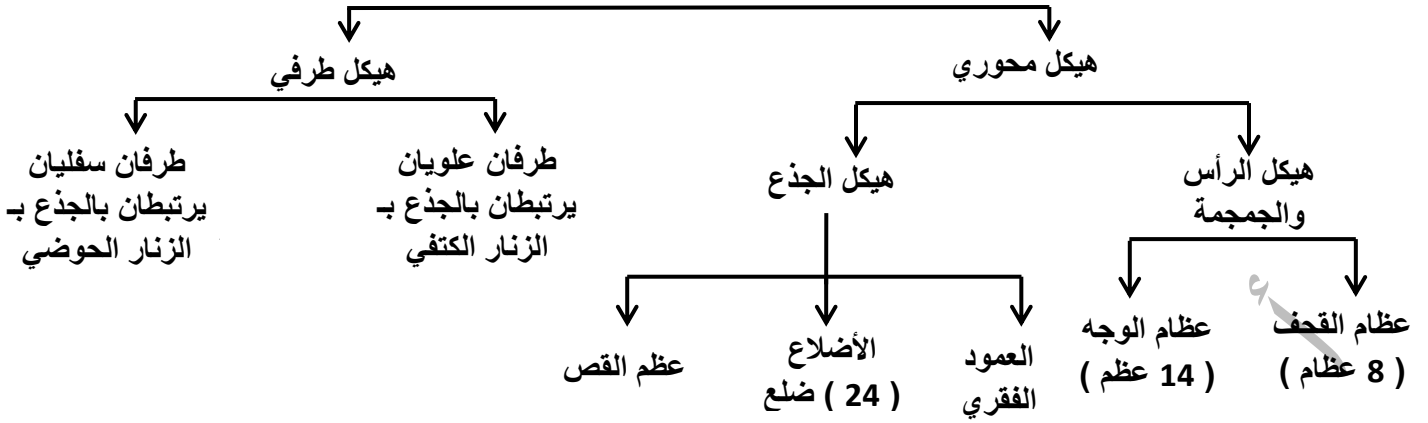 هيكل محوري
هيكل طرفي
هيكل الرأس
والجمجمة
هيكل الجذع
طرفان علويان
يرتبطان بالجذع بـ
الزنار الكتفي
طرفان سفليان
يرتبطان بالجذع بـ
الزنار الحوضي
عظام القحف
( 8 عظام )
عظام الوجه
( 14 عظم )
العمود
الفقري
الأضلاع
( 24 ) ضلع
عظم القص
أ